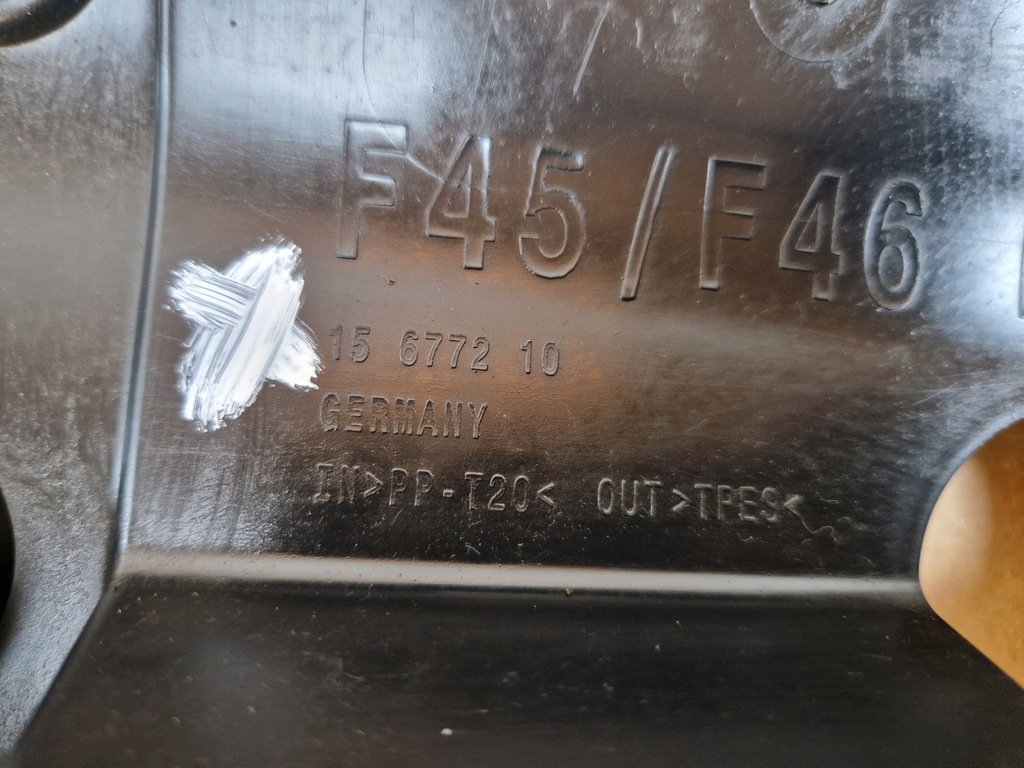 F45/F46
15 6772 10
GERMANY
IN>PP-T20< OUT>TPES<